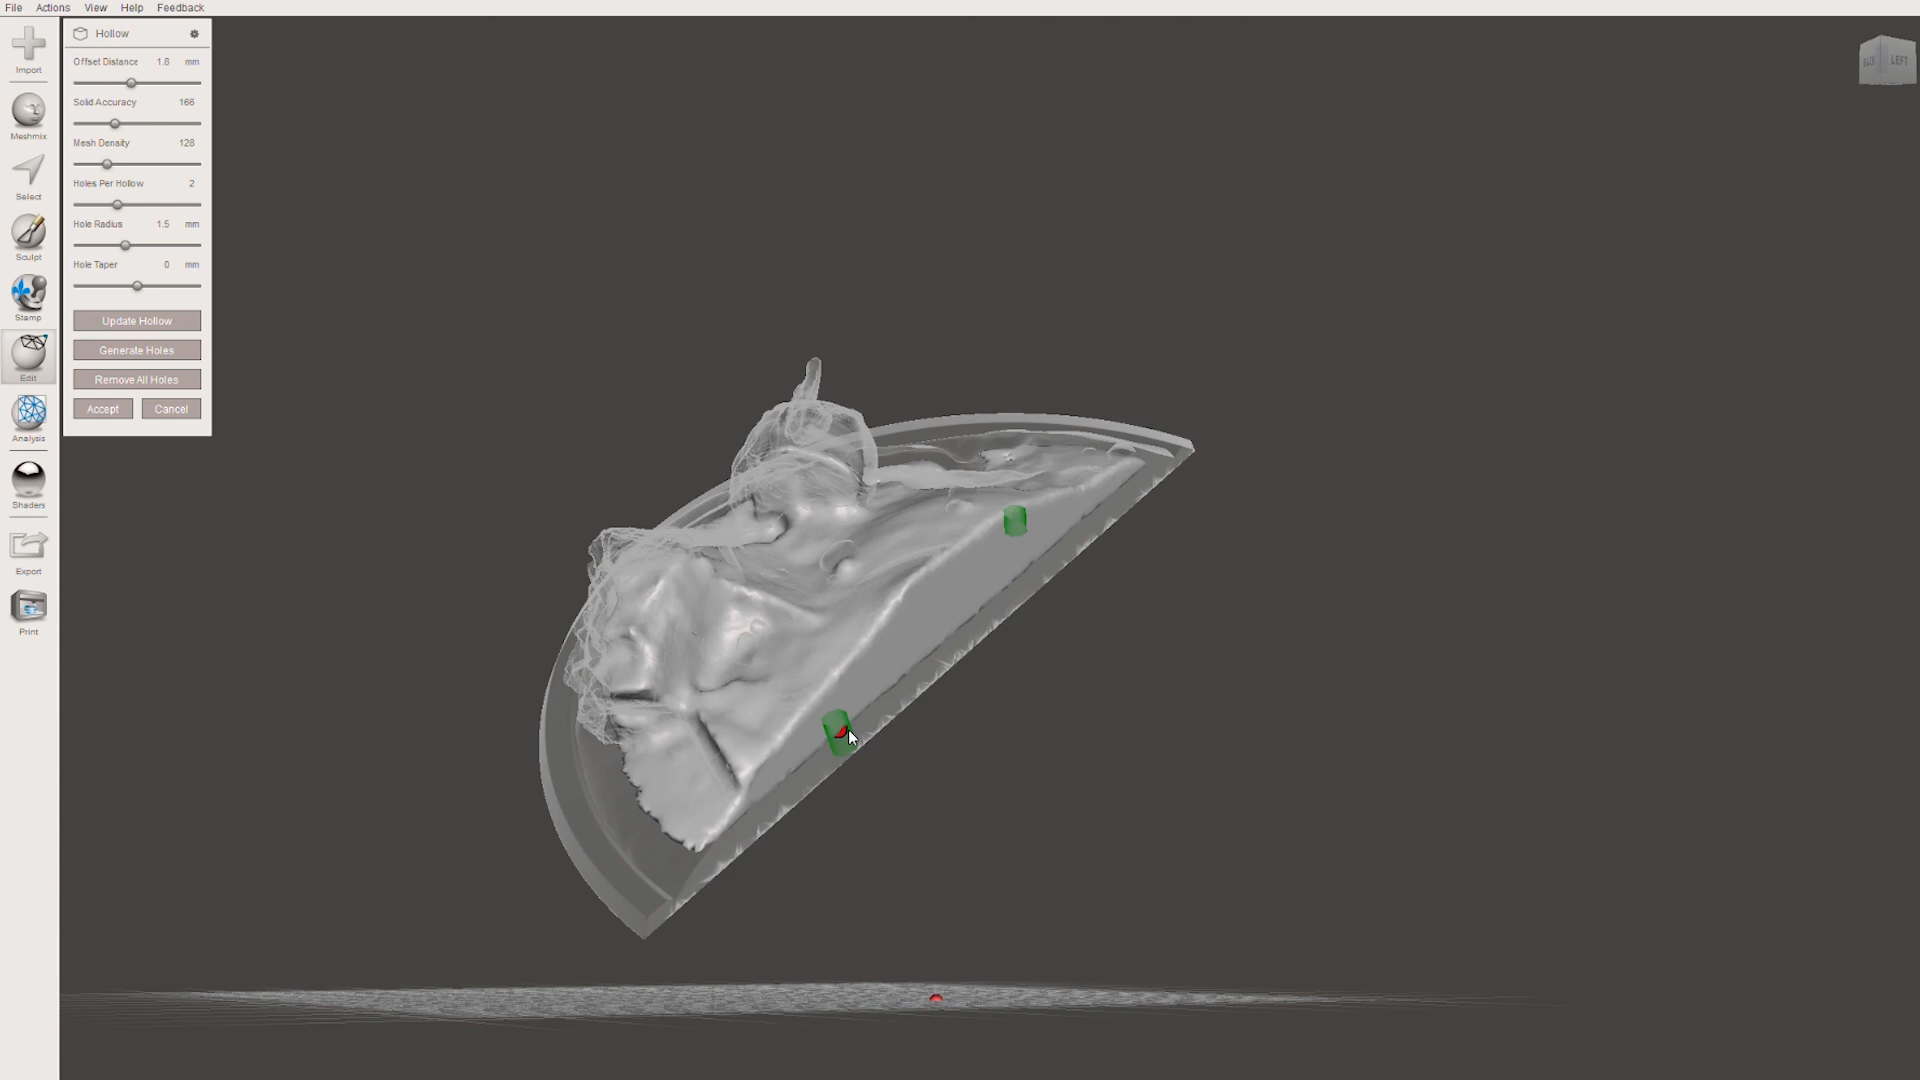 File Actions View Help Feedback
Import
Meshmix
Select
Sculpt
Stamp
Edit
Analysis
Shaders
Export
Print
Hollow
Offset Distance 1.8 mm
Solid Accuracy 166
Mesh Density 128
Holes Per Hollow 2
Hole Radius 1.5 mm
Hole Taper 0 mm
Update Hollow
Generate Holes
Remove All Holes
Accept Cancel
BACK LEFT